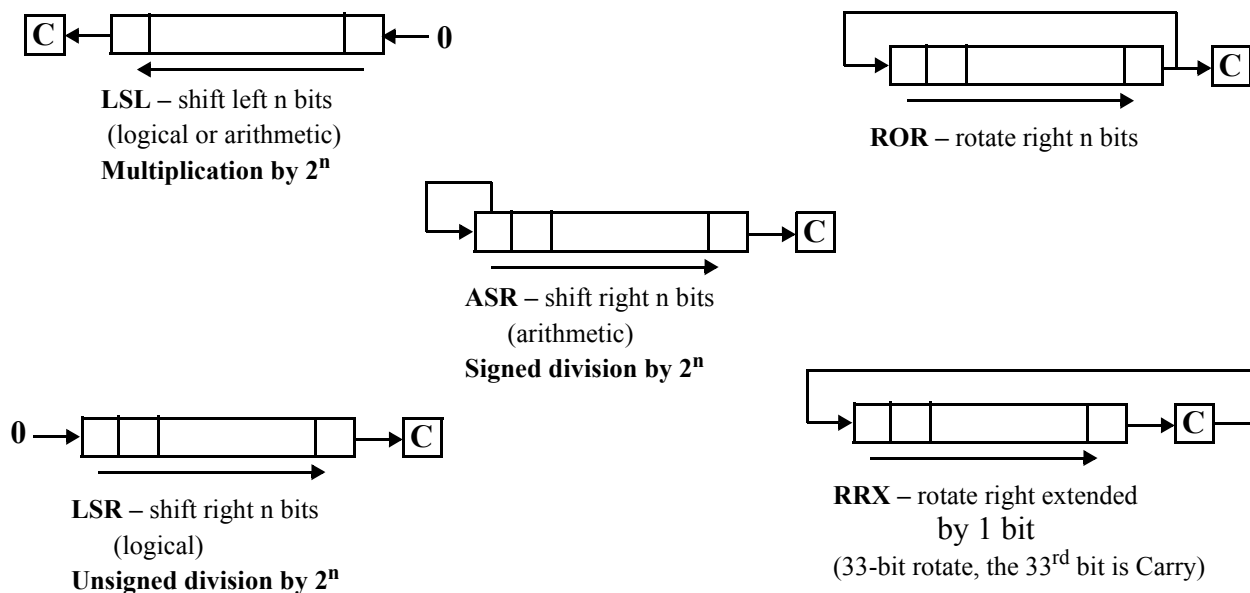 C
0
LSL – shift left n bits
(logical or arithmetic)
Multiplication by 2ⁿ
C
ROR – rotate right n bits
C
ASR – shift right n bits
(arithmetic)
Signed division by 2ⁿ
0
C
LSR – shift right n bits
(logical)
Unsigned division by 2ⁿ
C
RRX – rotate right extended
by 1 bit
(33-bit rotate, the 33ʳᵈ bit is Carry)